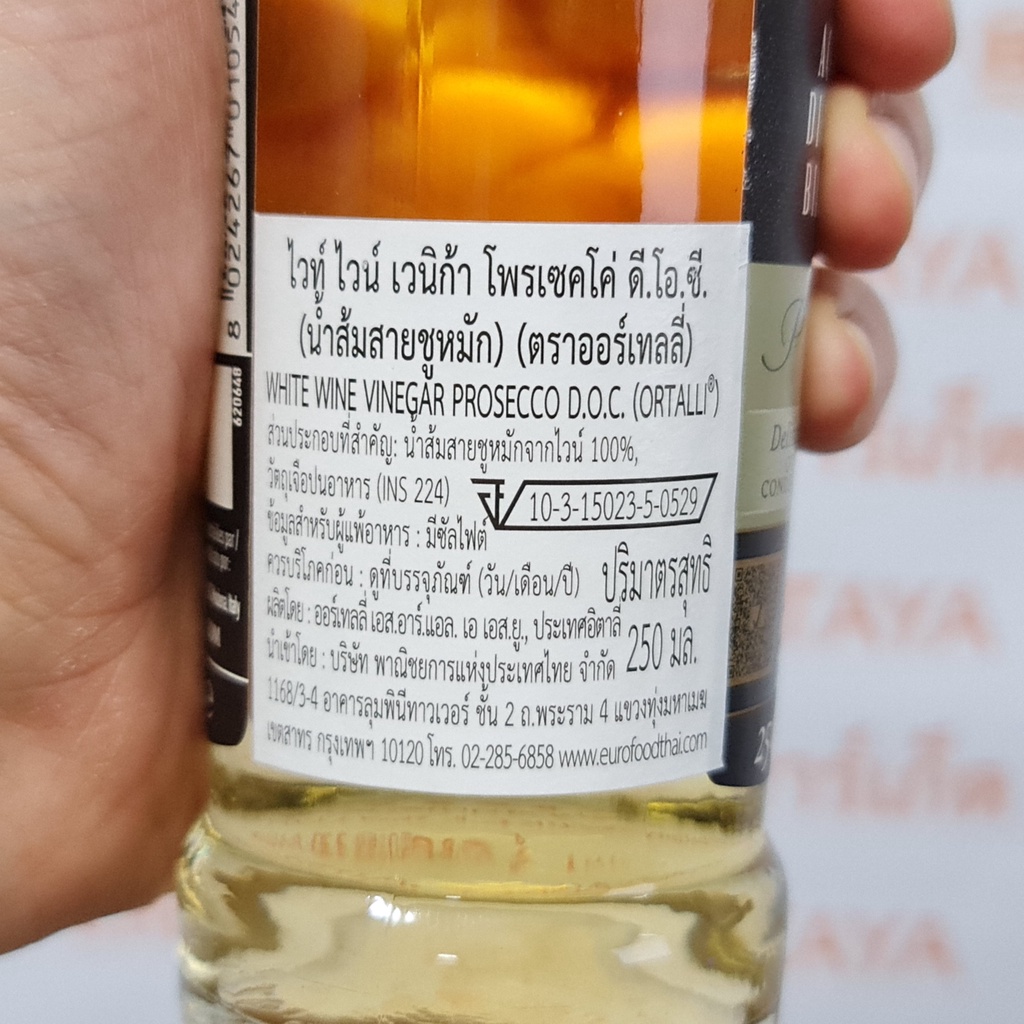 ไวท์ ไวน์ เวนิก้า โพรเซคโค่ ดี.โอ.ซี.
(น้ำส้มสายชูหมัก) (ตราออร์เทลลี่)
WHITE WINE VINEGAR PROSECCO D.O.C. (ORTALLI®)
ส่วนประกอบที่สำคัญ: น้ำส้มสายชูหมักจากไวน์ 100%,
วัตถุเจือปนอาหาร (INS 224)
10-3-15023-5-0529
ข้อมูลสำหรับผู้แพ้อาหาร : มีซัลไฟต์
ควรบริโภคก่อน : ดูที่บรรจุภัณฑ์ (วัน/เดือน/ปี)
ปริมาตรสุทธิ
250 มล.
ผลิตโดย : ออร์เทลลี่ เอส.อาร์.แอล. เอ เอส.ยู., ประเทศอิตาลี
นำเข้าโดย : บริษัท พาณิชยการแห่งประเทศไทย จำกัด
1168/3-4 อาคารลุมพินีทาวเวอร์ ชั้น 2 ถ.พระราม 4 แขวงทุ่งมหาเมฆ
เขตสาทร กรุงเทพฯ 10120 โทร. 02-285-6858 www.eurofoodthai.com
620648